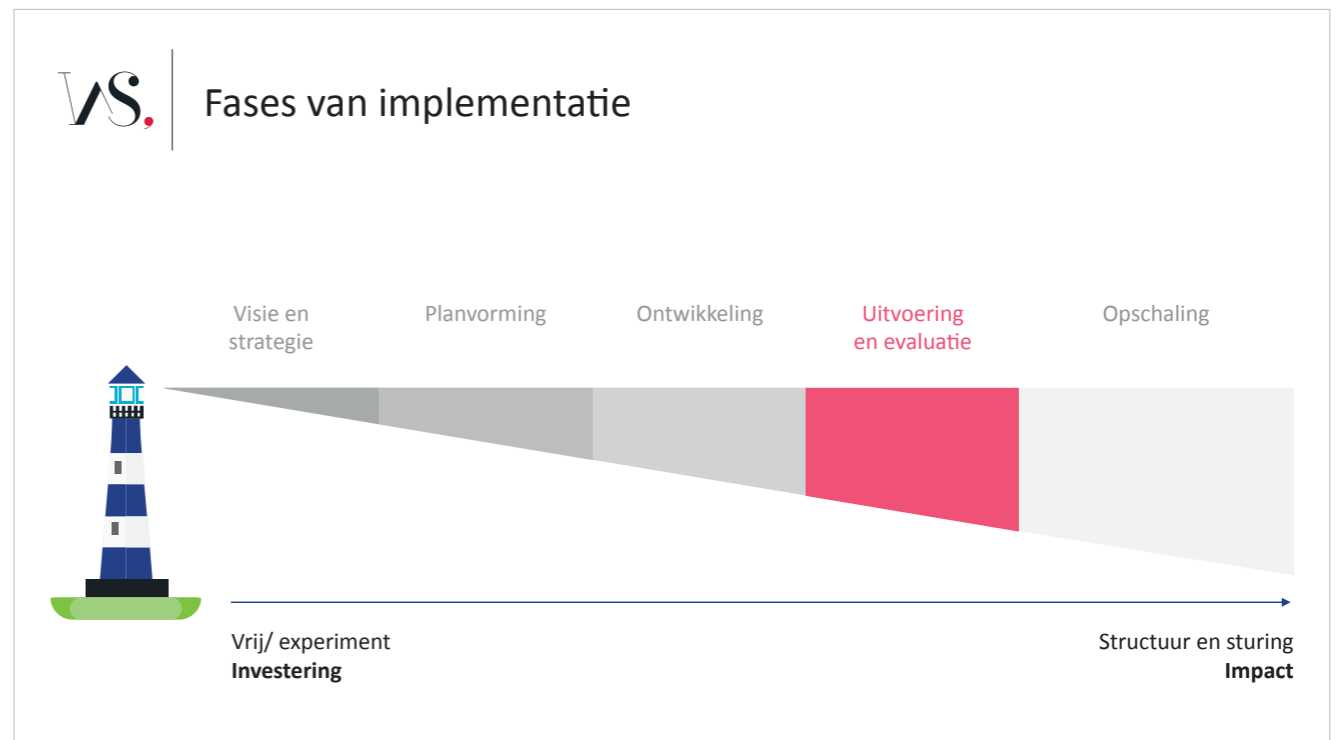 VS,
Fases van implementatie
Visie en
strategie
Planvorming
Ontwikkeling
Uitvoering
en evaluatie
Opschaling
Vrij/ experiment
Investering
Structuur en sturing
Impact